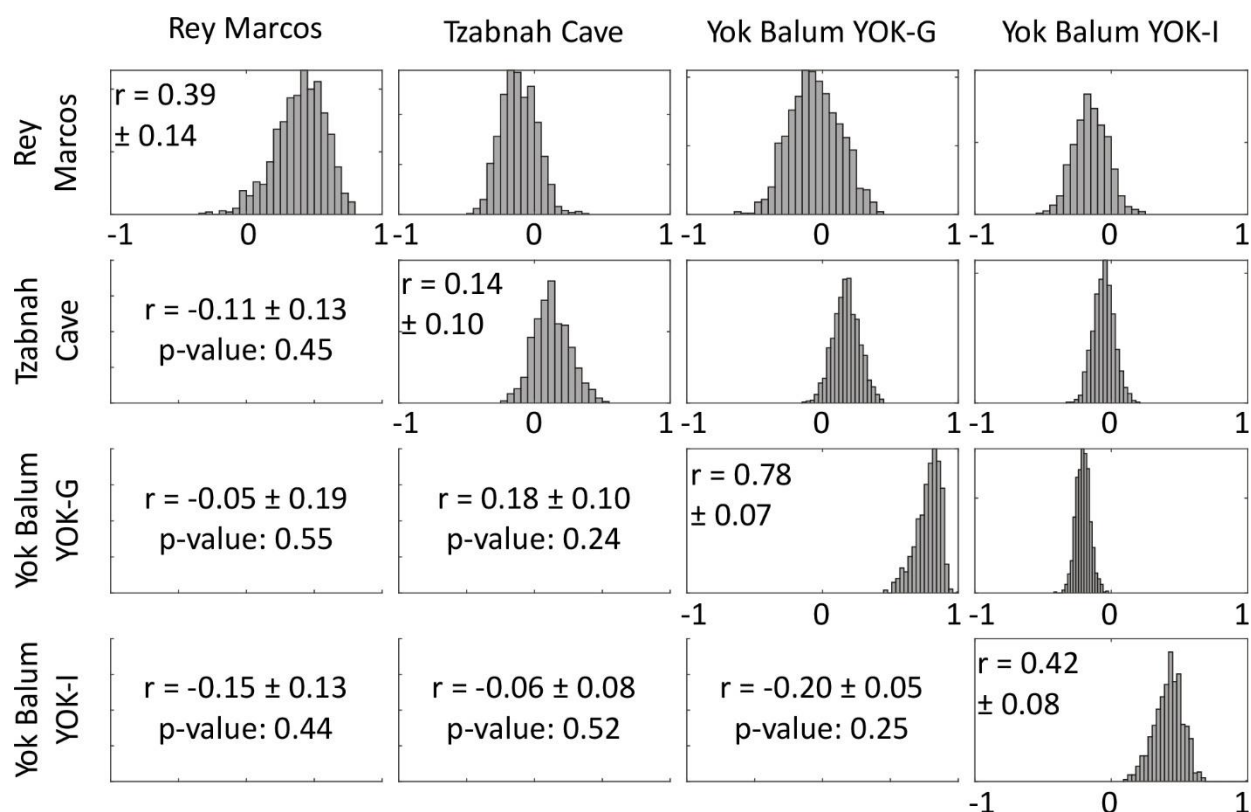 Rey Marcos
Tzabnah Cave
Yok Balum YOK-G
Yok Balum YOK-I
Rey
Marcos
r = 0.39
± 0.14
-1
0
1
-1
0
1
-1
0
1
-1
0
1
Tzabnah
Cave
r = -0.11 ± 0.13
p-value: 0.45
r = 0.14
± 0.10
-1
0
1
-1
0
1
-1
0
1
Yok Balum
YOK-G
r = -0.05 ± 0.19
p-value: 0.55
r = 0.18 ± 0.10
p-value: 0.24
r = 0.78
± 0.07
-1
0
1
-1
0
1
Yok Balum
YOK-I
r = -0.15 ± 0.13
p-value: 0.44
r = -0.06 ± 0.08
p-value: 0.52
r = -0.20 ± 0.05
p-value: 0.25
r = 0.42
± 0.08
-1
0
1